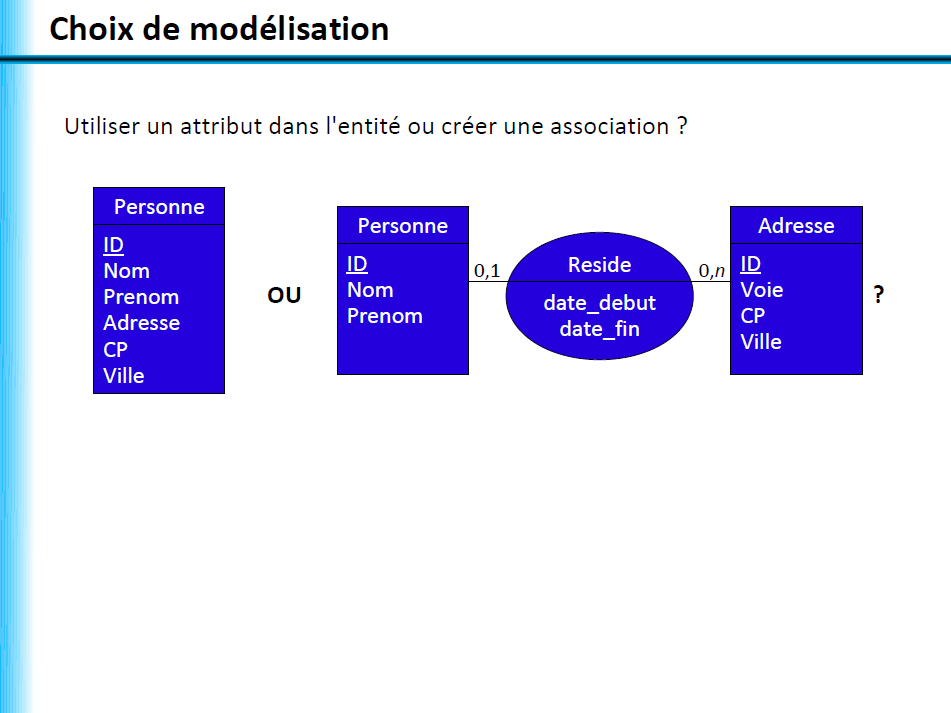 Choix de modélisation
Utiliser un attribut dans l'entité ou créer une association ?
Personne
ID
Nom
Prenom
Adresse
CP
Ville
OU
Personne
ID
Nom
Prenom
0,1
Reside
date_debut
date_fin
0,n
Adresse
ID
Voie
CP
Ville
?